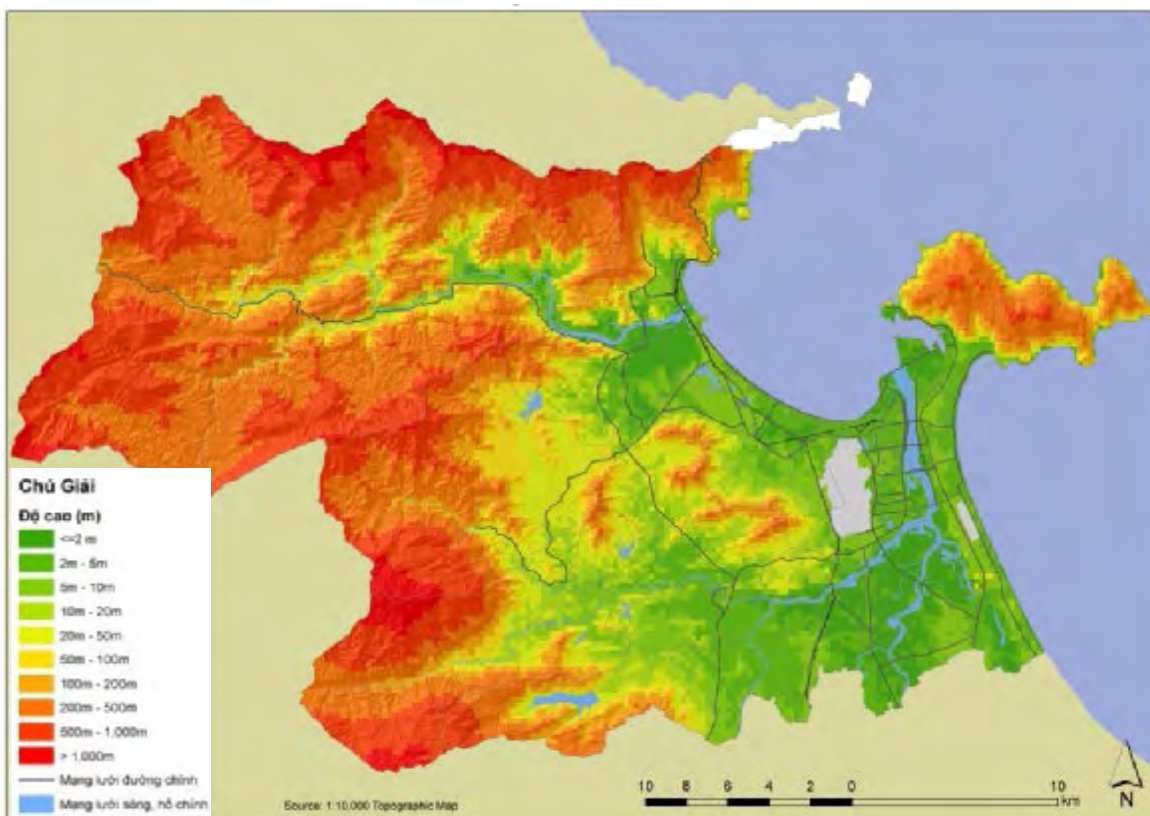 Chú Giải
Độ cao (m)
<=2 m
2m - 5m
5m - 10m
10m - 20m
20m - 50m
50m - 100m
100m - 200m
200m - 500m
500m - 1.000m
> 1.000m
Mạng lưới đường chính
Mạng lưới sông, hồ chính
Source: 1:10,000 Topographic Map
10 8 6 4 2 0 10
km
N